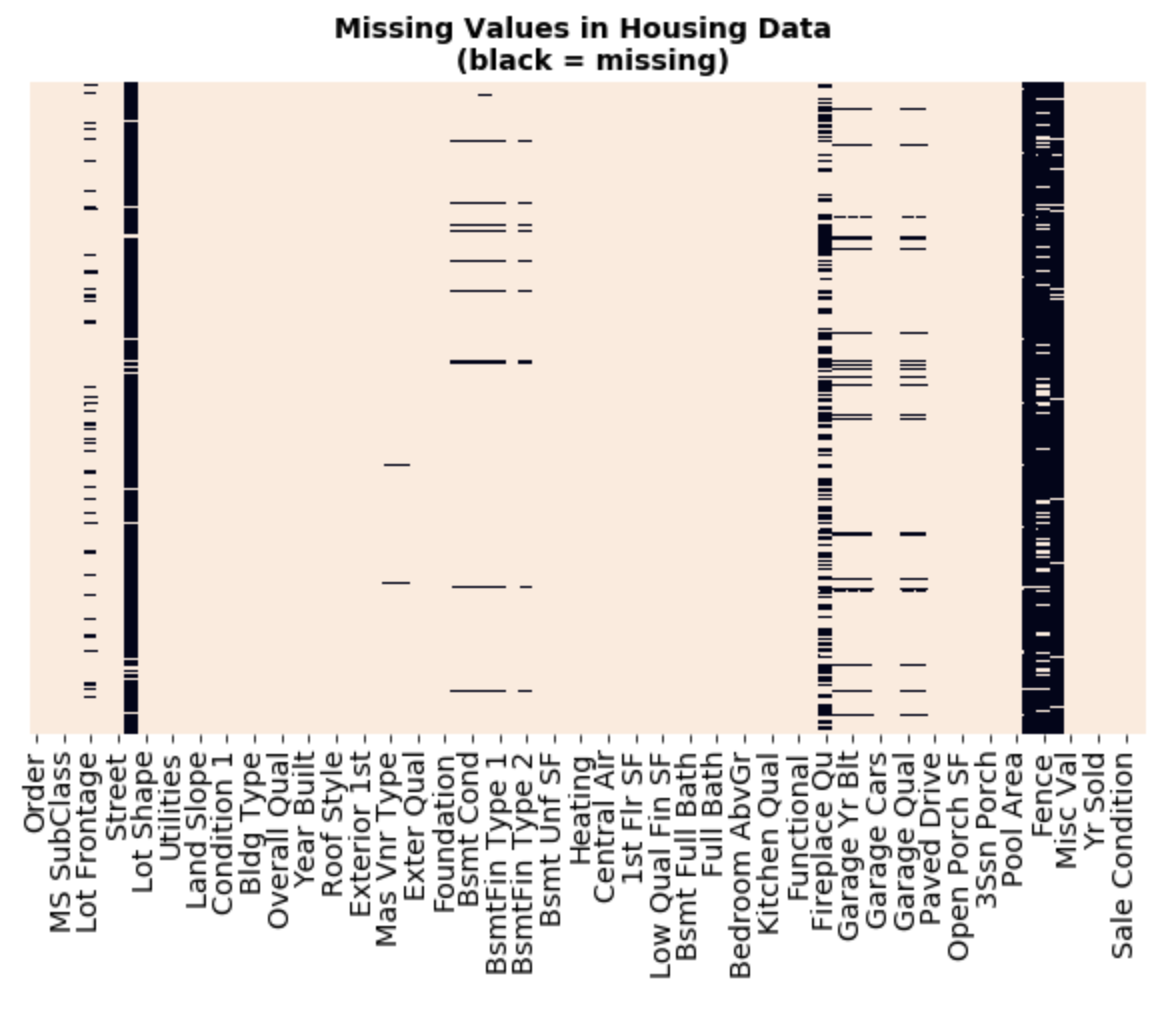 Missing Values in Housing Data
(black = missing)
Order
MS SubClass
Lot Frontage
Street
Lot Shape
Utilities
Land Slope
Condition 1
Bldg Type
Overall Qual
Year Built
Roof Style
Exterior 1st
Mas Vnr Type
Exter Qual
Foundation
Bsmt Cond
BsmtFin Type 1
BsmtFin Type 2
Bsmt Unf SF
Heating
Central Air
1st Flr SF
Low Qual Fin SF
Bsmt Full Bath
Full Bath
Bedroom AbvGr
Kitchen Qual
Functional
Fireplace Qu
Garage Yr Blt
Garage Cars
Garage Qual
Paved Drive
Open Porch SF
3Ssn Porch
Pool Area
Fence
Misc Val
Yr Sold
Sale Condition